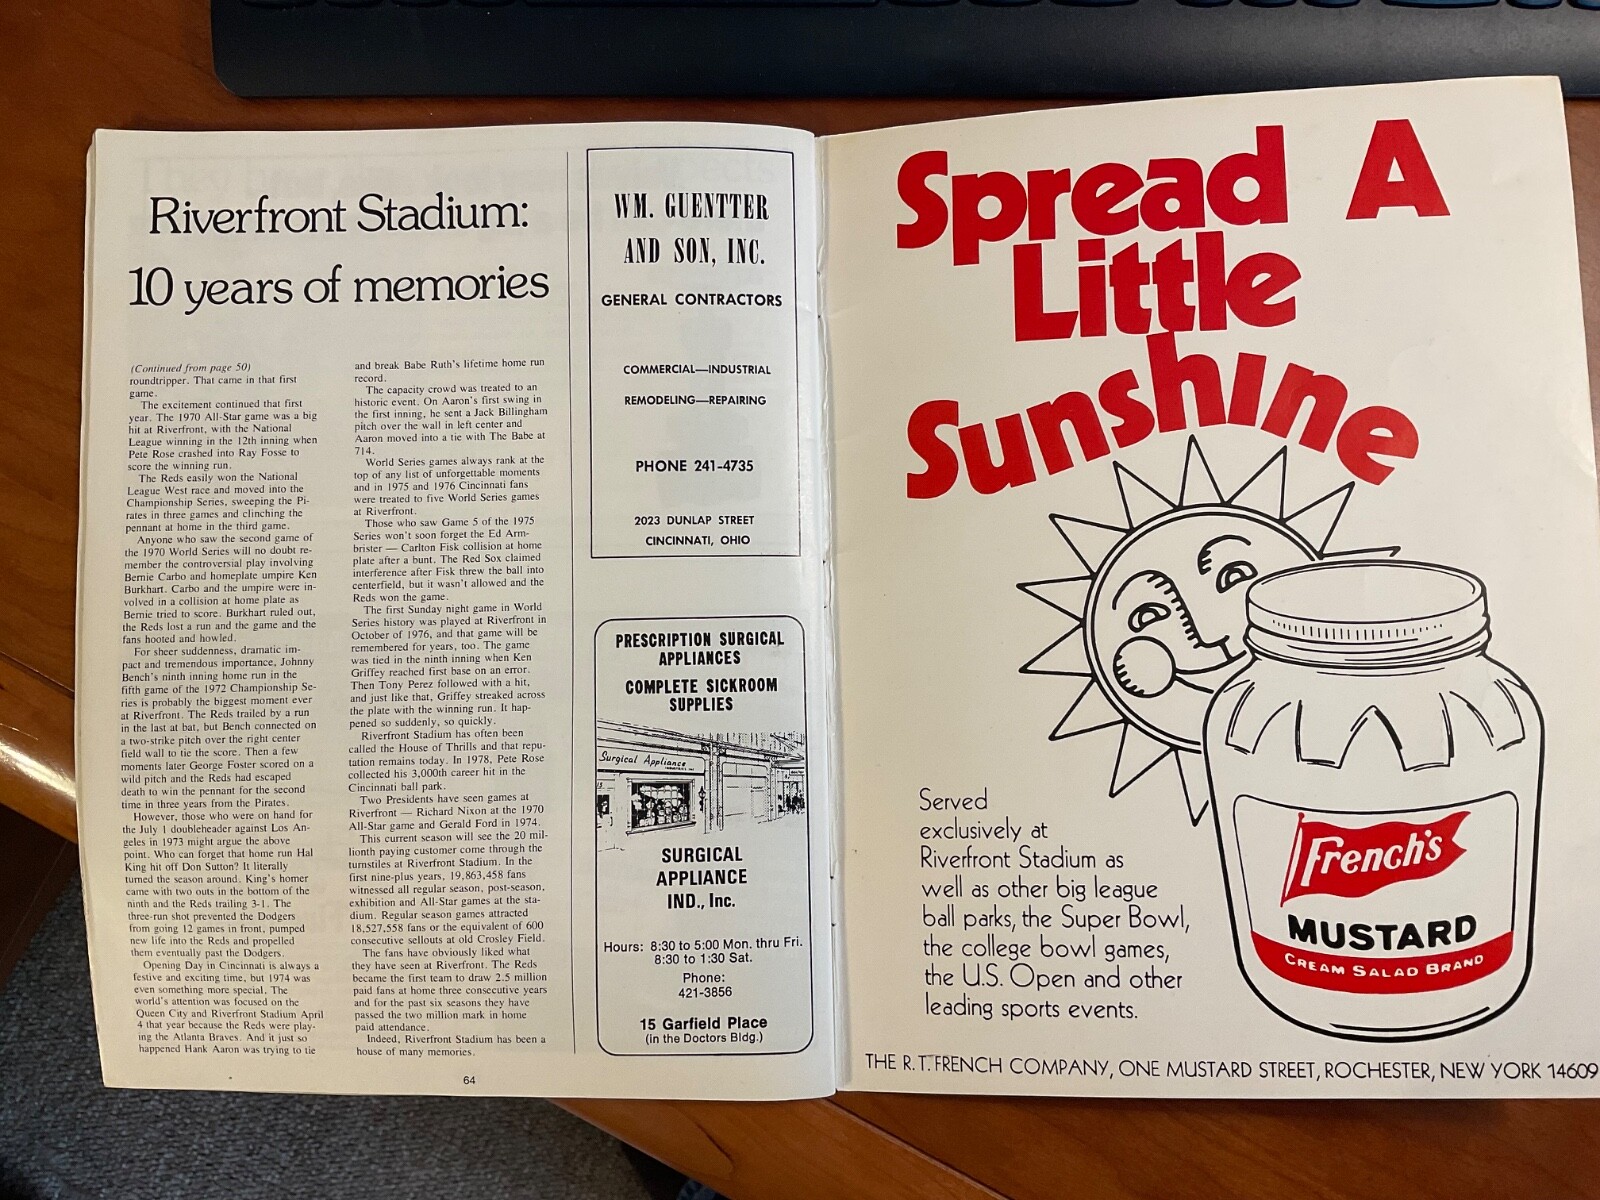 Riverfront Stadium:
10 years of memories
(Continued from page 50)
roundtripper. That came in that first
game.
The excitement continued that first
year. The 1970 All-Star game was a big
hit at Riverfront, with the National
League winning in the 12th inning when
Pete Rose crashed into Ray Fosse to
score the winning run.
The Reds easily won the National
League West race and moved into the
Championship Series, sweeping the Pi-
rates in three games and clinching the
pennant at home in the third game.
Anyone who saw the second game of
the 1970 World Series will no doubt re-
member the controversial play involving
Bernie Carbo and homeplate umpire Ken
Burkhart. Carbo and the umpire were in-
volved in a collision at home plate as
Bernie tried to score. Burkhart ruled out,
the Reds lost a run and the game and the
fans hooted and howled.
For sheer suddenness, dramatic im-
pact and tremendous importance, Johnny
Bench's ninth inning home run in the
fifth game of the 1972 Championship Se-
ries is probably the biggest moment ever
at Riverfront. The Reds trailed by a run
in the last at bat, but Bench connected on
a two-strike pitch over the right center
field wall to tie the score. Then a few
moments later George Foster scored on a
wild pitch and the Reds had escaped
death to win the pennant for the second
time in three years from the Pirates.
However, those who were on hand for
the July 1 doubleheader against Los An-
geles in 1973 might argue the above
point. Who can forget that home run Hal
King hit off Don Sutton? It literally
turned the season around. King's homer
came with two outs in the bottom of the
ninth and the Reds trailing 3-1. The
three-run shot prevented the Dodgers
from going 12 games in front, pumped
new life into the Reds and propelled
them eventually past the Dodgers.
Opening Day in Cincinnati is always a
festive and exciting time, but 1974 was
even something more special. The
world's attention was focused on the
Queen City and Riverfront Stadium April
4 that year because the Reds were play-
ing the Atlanta Braves. And it just so
happened Hank Aaron was trying to tie
and break Babe Ruth's lifetime home run
record.
The capacity crowd was treated to an
historic event. On Aaron's first swing in
the first inning, he sent a Jack Billingham
pitch over the wall in left center and
Aaron moved into a tie with The Babe at
714.
World Series games always rank at the
top of any list of unforgettable moments
and in 1975 and 1976 Cincinnati fans
were treated to five World Series games
at Riverfront.
Those who saw Game 5 of the 1975
Series won't soon forget the Ed Arm-
brister — Carlton Fisk collision at home
plate after a bunt. The Red Sox claimed
interference after Fisk threw the ball into
centerfield, but it wasn't allowed and the
Reds won the game.
The first Sunday night game in World
Series history was played at Riverfront in
October of 1976, and that game will be
remembered for years, too. The game
was tied in the ninth inning when Ken
Griffey reached first base on an error.
Then Tony Perez followed with a hit,
and just like that, Griffey streaked across
the plate with the winning run. It hap-
pened so suddenly, so quickly.
Riverfront Stadium has often been
called the House of Thrills and that repu-
tation remains today. In 1978, Pete Rose
collected his 3,000th career hit in the
Cincinnati ball park.
Two Presidents have seen games at
Riverfront — Richard Nixon at the 1970
All-Star game and Gerald Ford in 1974.
This current season will see the 20 mil-
lionth paying customer come through the
turnstiles at Riverfront Stadium. In the
first nine-plus years, 19,863,458 fans
witnessed all regular season, post-season,
exhibition and All-Star games at the sta-
dium. Regular season games attracted
18,527,558 fans or the equivalent of 600
consecutive sellouts at old Crosley Field.
The fans have obviously liked what
they have seen at Riverfront. The Reds
became the first team to draw 2.5 million
paid fans at home three consecutive years
and for the past six seasons they have
passed the two million mark in home
paid attendance.
Indeed, Riverfront Stadium has been a
house of many memories.
64
WM. GUENTTER
AND SON, INC.
GENERAL CONTRACTORS
COMMERCIAL—INDUSTRIAL
REMODELING—REPAIRING
PHONE 241-4735
2023 DUNLAP STREET
CINCINNATI, OHIO
PRESCRIPTION SURGICAL
APPLIANCES
COMPLETE SICKROOM
SUPPLIES
Surgical Appliance
SURGICAL
APPLIANCE
IND., Inc.
Hours: 8:30 to 5:00 Mon. thru Fri.
8:30 to 1:30 Sat.
Phone:
421-3856
15 Garfield Place
(in the Doctors Bldg.)
Spread A
Little
Sunshine
Served
exclusively at
Riverfront Stadium as
well as other big league
ball parks, the Super Bowl,
the college bowl games,
the U.S. Open and other
leading sports events.
French's
MUSTARD
CREAM SALAD BRAND
THE R.T. FRENCH COMPANY, ONE MUSTARD STREET, ROCHESTER, NEW YORK 14609